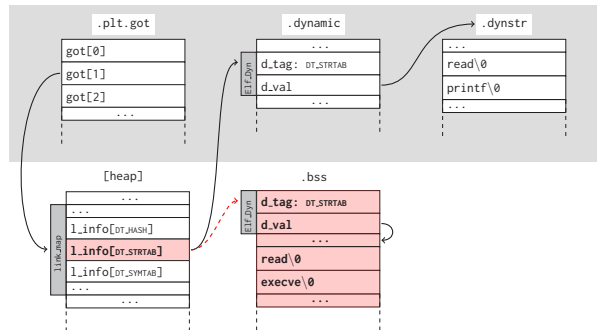 .plt.got
got[0]
got[1]
got[2]
...
.dynamic
...
Elf_Dyn
d_tag: DT_STRTAB
d_val
...
.dynstr
...
read\0
printf\0
...
[heap]
...
link_map
...
l_info[DT_HASH]
l_info[DT_STRTAB]
l_info[DT_SYMTAB]
...
...
.bss
Elf_Dyn
d_tag: DT_STRTAB
d_val
...
read\0
execve\0
...